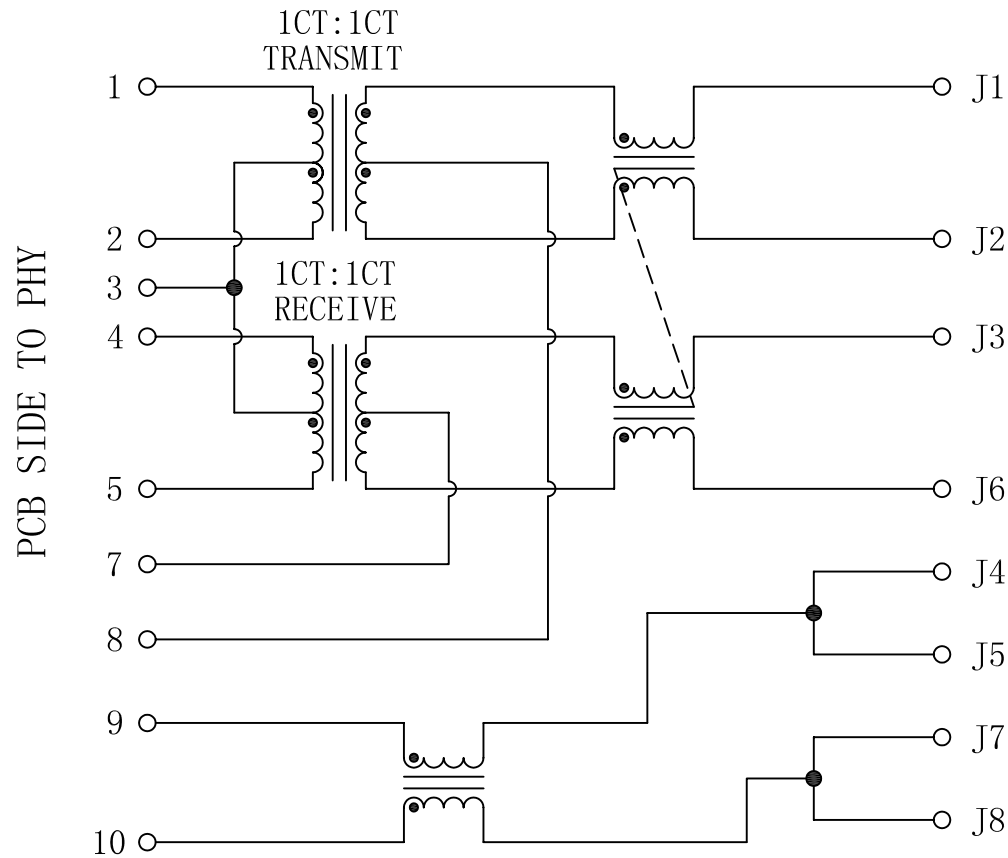 1CT:1CT
TRANSMIT
1
J1
2
J2
3
1CT:1CT
RECEIVE
4
J3
5
J6
7
J4
8
J5
9
J7
10
J8
PCB SIDE TO PHY